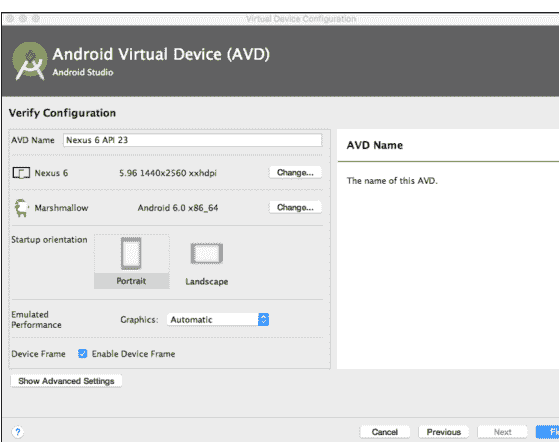 Virtual Device Configuration
Android Virtual Device (AVD)
Android Studio
Verify Configuration
AVD Name Nexus 6 API 23
Nexus 6 5.96 1440x2560 xxhdpi Change...
Marshmallow Android 6.0 x86_64 Change...
Startup orientation
Portrait Landscape
Emulated
Performance Graphics: Automatic
Device Frame Enable Device Frame
Show Advanced Settings
AVD Name
The name of this AVD.
? Cancel Previous Next